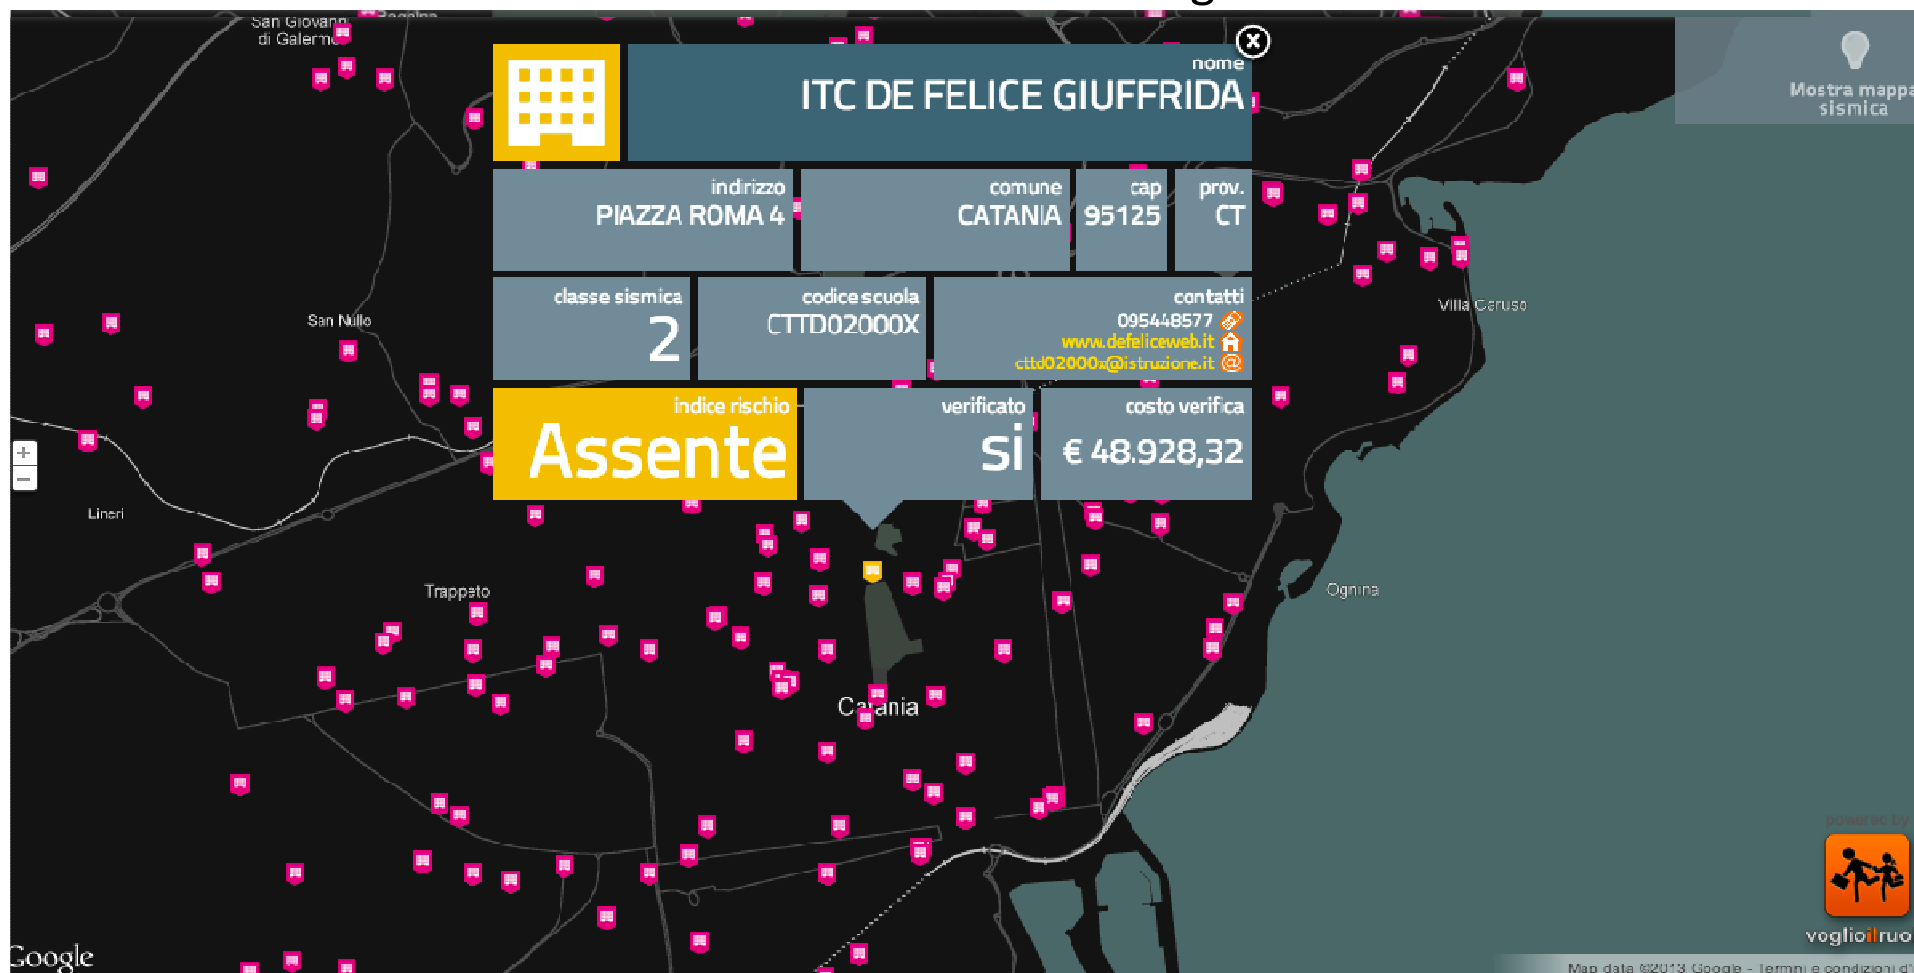 San Giovanni
di Galermo
nome
ITC DE FELICE GIUFFRIDA
Mostra mappa
sismica
indirizzo
PIAZZA ROMA 4
comune
CATANIA
cap
95125
prov.
CT
classe sismica
2
codice scuola
CTTD02000X
contatti
095448577
www.defeliceweb.it
cttd02000x@istruzione.it
San Nullo
Villa Caruso
indice rischio
Assente
verificato
si
costo verifica
€ 48.928,32
+
−
Lineri
Trappeto
Ognina
Catania
powered by
voglioilruo
Google
Map data ©2013 Google - Termini e condizioni d'